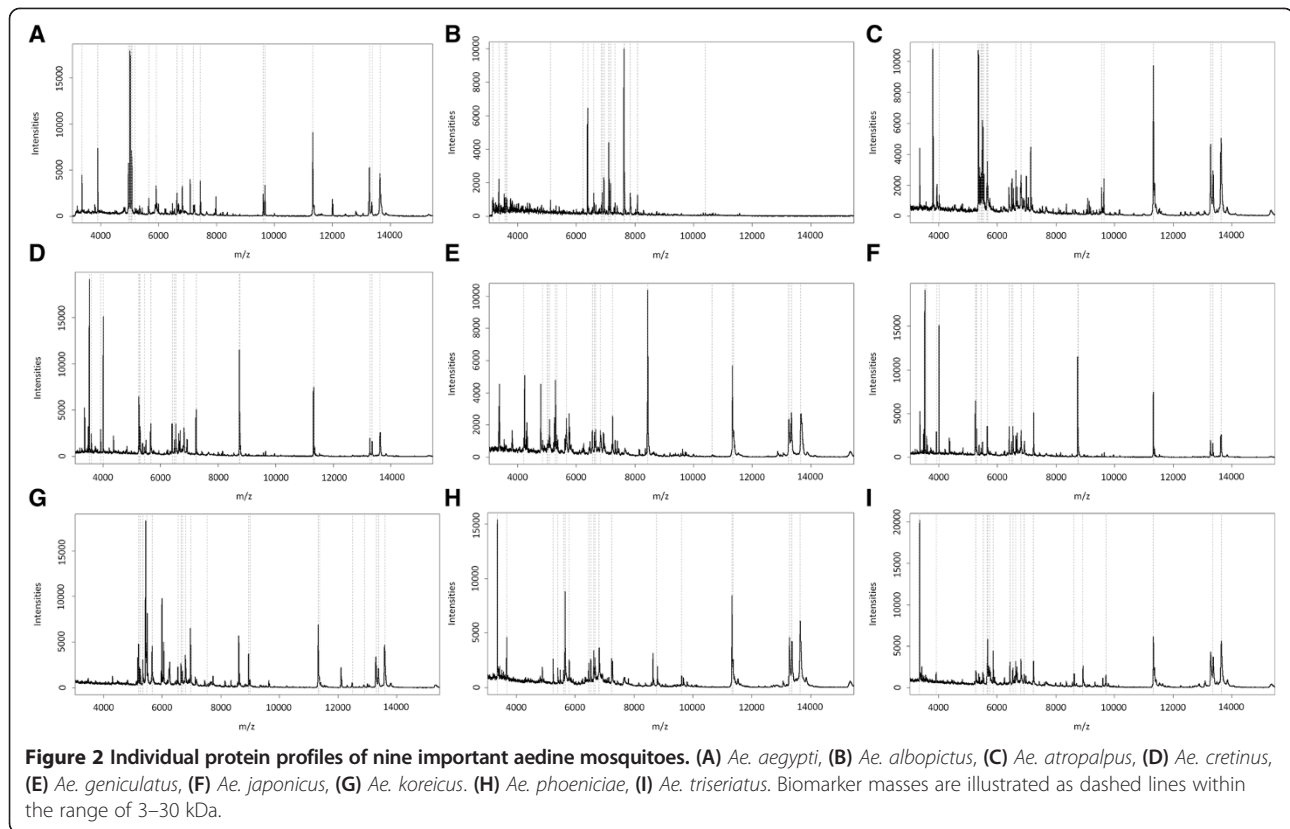 A
Intensities
0 5000 10000 15000
4000 6000 8000 10000 12000 14000
m/z
B
Intensities
0 2000 4000 6000 8000 10000
4000 6000 8000 10000 12000 14000
m/z
C
Intensities
0 2000 4000 6000 8000 10000
4000 6000 8000 10000 12000 14000
m/z
D
Intensities
0 5000 10000 15000
4000 6000 8000 10000 12000 14000
m/z
E
Intensities
0 2000 4000 6000 8000 10000
4000 6000 8000 10000 12000 14000
m/z
F
Intensities
0 5000 10000 15000
4000 6000 8000 10000 12000 14000
m/z
G
Intensities
0 5000 10000 15000
4000 6000 8000 10000 12000 14000
m/z
H
Intensities
0 5000 10000 15000
4000 6000 8000 10000 12000 14000
m/z
I
Intensities
0 5000 10000 15000 20000
4000 6000 8000 10000 12000 14000
m/z
Figure 2 Individual protein profiles of nine important aedine mosquitoes. (A) Ae. aegypti, (B) Ae. albopictus, (C) Ae. atropalpus, (D) Ae. cretinus,
(E) Ae. geniculatus, (F) Ae. japonicus, (G) Ae. koreicus. (H) Ae. phoeniciae, (I) Ae. triseriatus. Biomarker masses are illustrated as dashed lines within
the range of 3–30 kDa.